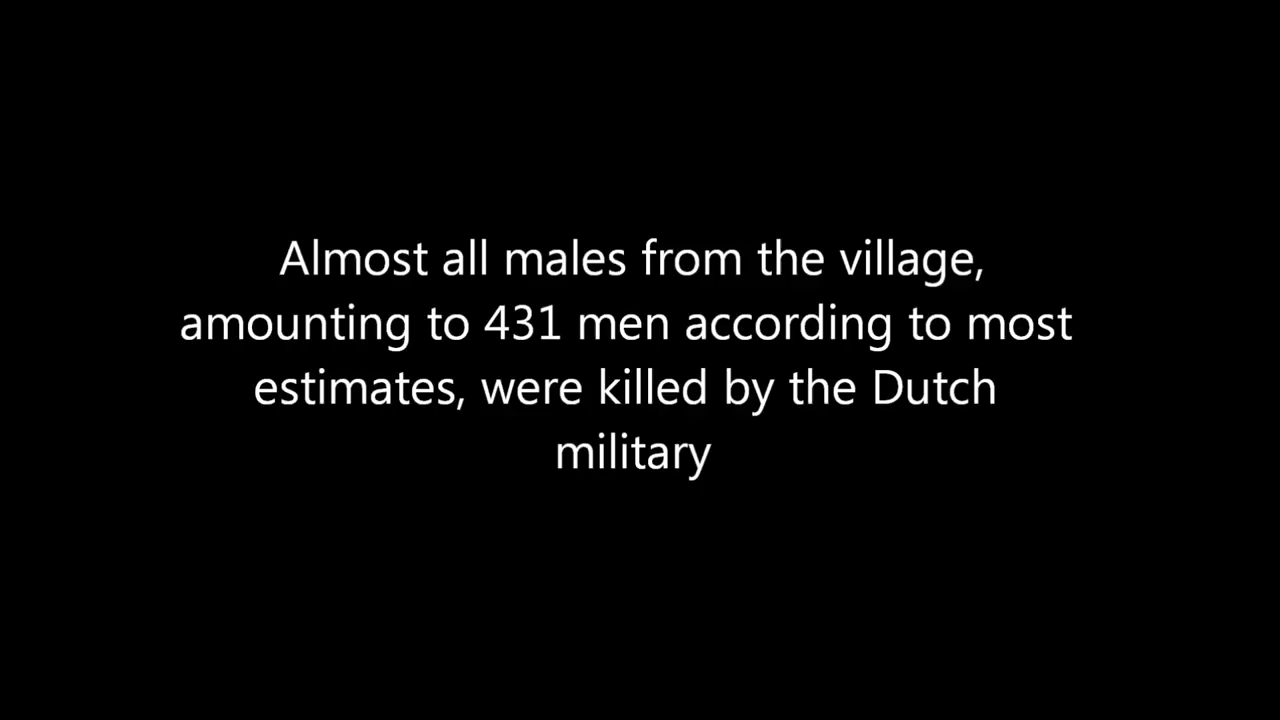 Almost all males from the village,
amounting to 431 men according to most
estimates, were killed by the Dutch
military